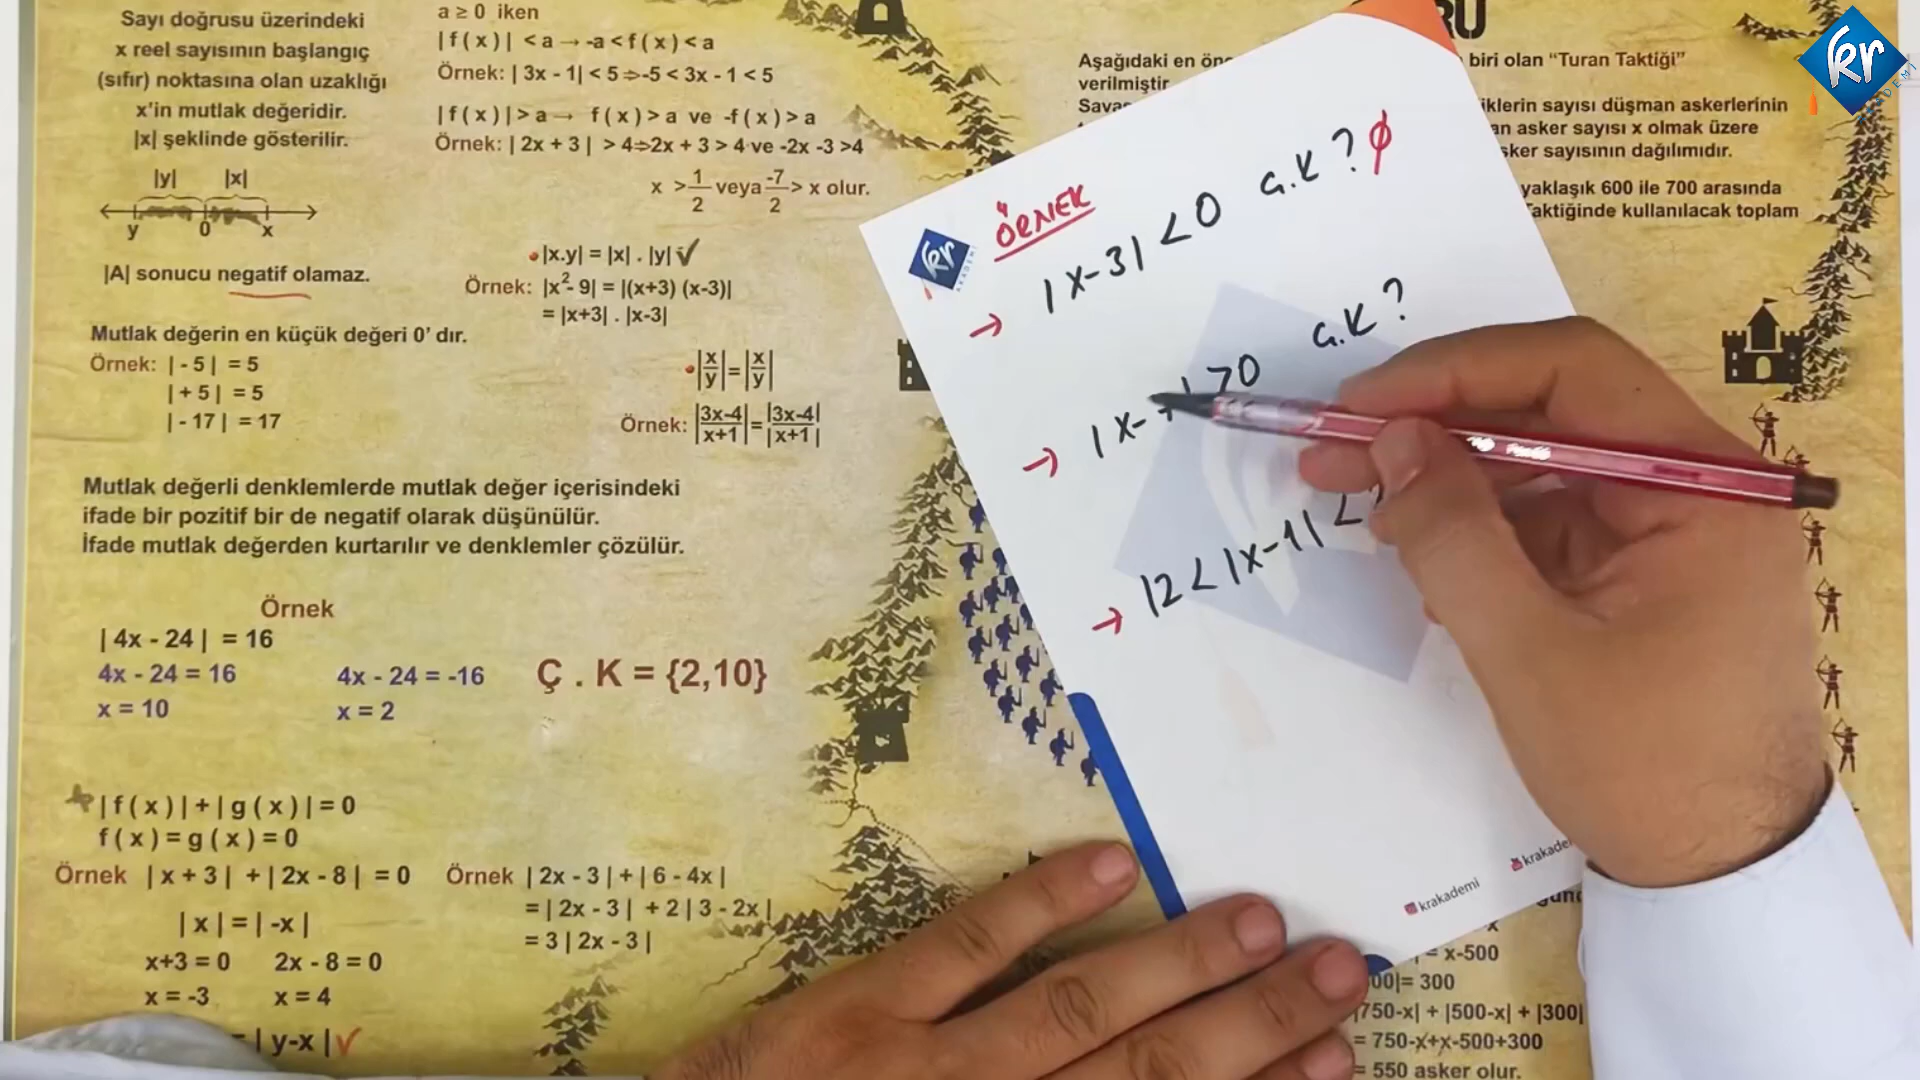 Sayı doğrusu üzerindeki
x reel sayısının başlangıç
(sıfır) noktasına olan uzaklığı
x'in mutlak değeridir.
|x| şeklinde gösterilir.
|y| |x|
y 0 x
|A| sonucu negatif olamaz.
Mutlak değerin en küçük değeri 0' dır.
Örnek: | - 5 | = 5
| + 5 | = 5
| - 17 | = 17
a ≥ 0 iken
| f ( x ) | < a → -a < f ( x ) < a
Örnek: | 3x - 1| < 5 ⇒ -5 < 3x - 1 < 5
| f ( x ) | > a → f ( x ) > a ve -f ( x ) > a
Örnek: | 2x + 3 | > 4 ⇒ 2x + 3 > 4 ve -2x -3 >4
x > 1/2 veya -7/2 > x olur.
|x.y| = |x| . |y| ✓
Örnek: |x² - 9| = |(x+3) (x-3)|
= |x+3| . |x-3|
|x/y| = |x/y|
Örnek: |3x-4/x+1| = |3x-4|/|x+1|
Mutlak değerli denklemlerde mutlak değer içerisindeki
ifade bir pozitif bir de negatif olarak düşünülür.
İfade mutlak değerden kurtarılır ve denklemler çözülür.
Örnek
| 4x - 24 | = 16
4x - 24 = 16 4x - 24 = -16
x = 10 x = 2
Ç . K = {2,10}
| f ( x ) | + | g ( x ) | = 0
f ( x ) = g ( x ) = 0
Örnek | x + 3 | + | 2x - 8 | = 0
| x | = | -x |
x+3 = 0 2x - 8 = 0
x = -3 x = 4
= | y-x | ✓
Örnek | 2x - 3 | + | 6 - 4x |
= | 2x - 3 | + 2 | 3 - 2x |
= 3 | 2x - 3 |
Aşağıdaki en biri olan “Turan Taktiği”
verilmiştir
düşman askerlerinin
asker sayısı x olmak üzere
sayısının dağılımıdır.
yaklaşık 600 ile 700 arasında
kullanılacak toplam
kr
ÖRNEK
→ |x-3| < 0 Ç.K ? ∅
→ |x- | >0 Ç.K ?
→ 12 < |x-1| <
krakademi
= x-500
= 300
|750-x| + |500-x| + |300|
= 750-x+x-500+300
= 550 asker olur.
kr